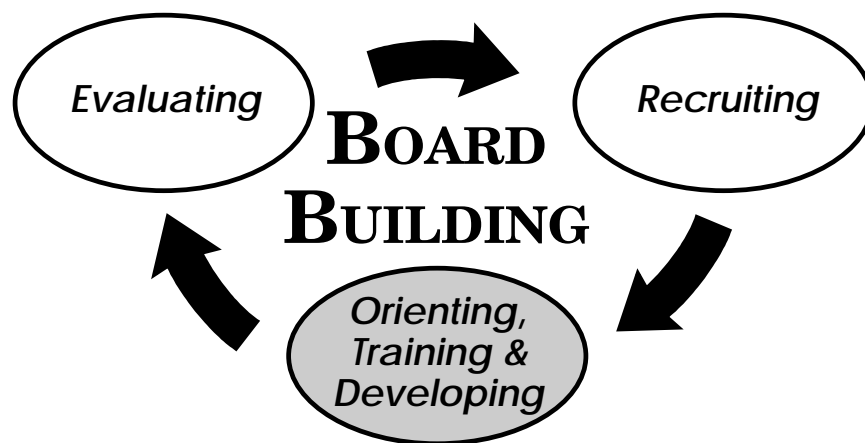 Evaluating
Recruiting
BOARD
BUILDING
Orienting,
Training &
Developing